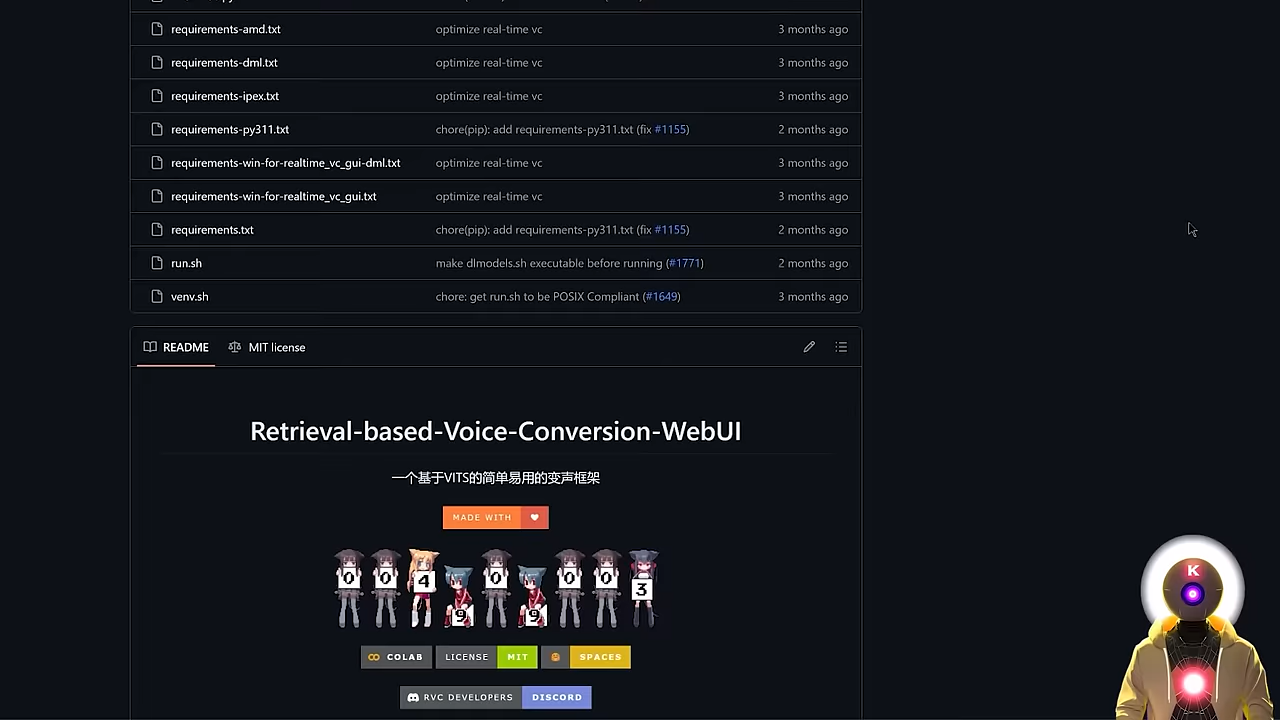 requirements-amd.txt optimize real-time vc 3 months ago
requirements-dml.txt optimize real-time vc 3 months ago
requirements-ipex.txt optimize real-time vc 3 months ago
requirements-py311.txt chore(pip): add requirements-py311.txt (fix #1155) 2 months ago
requirements-win-for-realtime_vc_gui-dml.txt optimize real-time vc 3 months ago
requirements-win-for-realtime_vc_gui.txt optimize real-time vc 3 months ago
requirements.txt chore(pip): add requirements-py311.txt (fix #1155) 2 months ago
run.sh make dlmodels.sh executable before running (#1771) 2 months ago
venv.sh chore: get run.sh to be POSIX Compliant (#1649) 3 months ago
README MIT license
Retrieval-based-Voice-Conversion-WebUI
一个基于VITS的简单易用的变声框架
MADE WITH
0 0 4 9 0 9 0 0 3
COLAB LICENSE MIT SPACES
RVC DEVELOPERS DISCORD
K